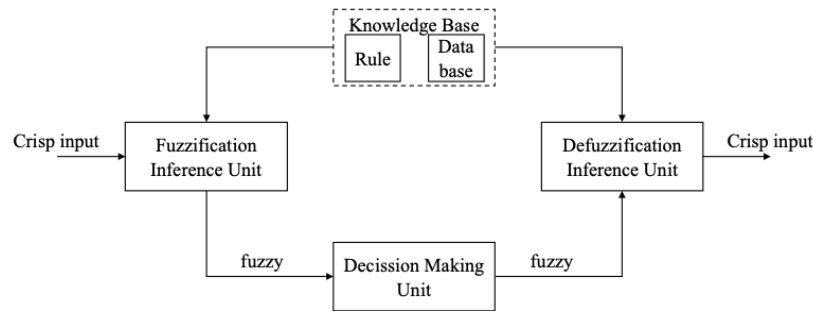 Knowledge Base
Rule
Data
base
Crisp input
Fuzzification
Inference Unit
Defuzzification
Inference Unit
Crisp input
fuzzy
Decission Making
Unit
fuzzy